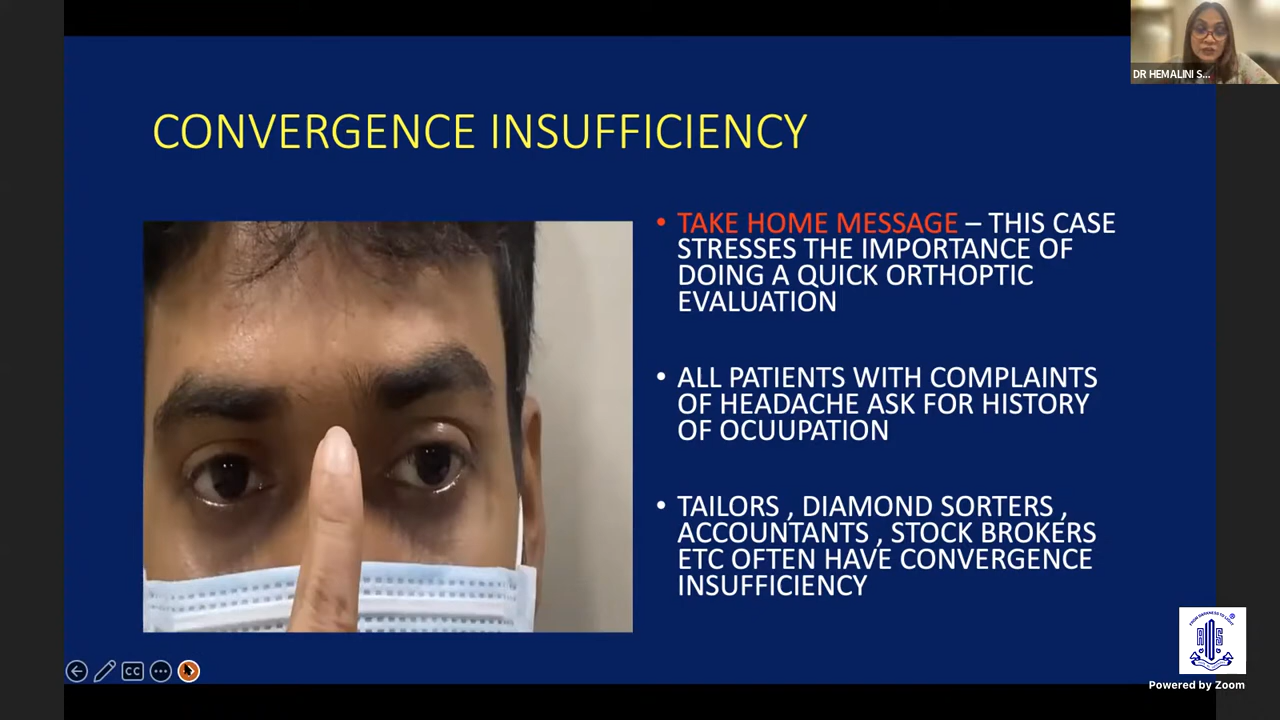 DR HEMALINI S...
CONVERGENCE INSUFFICIENCY
• TAKE HOME MESSAGE – THIS CASE
STRESSES THE IMPORTANCE OF
DOING A QUICK ORTHOPTIC
EVALUATION
• ALL PATIENTS WITH COMPLAINTS
OF HEADACHE ASK FOR HISTORY
OF OCUUPATION
• TAILORS , DIAMOND SORTERS ,
ACCOUNTANTS , STOCK BROKERS
ETC OFTEN HAVE CONVERGENCE
INSUFFICIENCY
CC
Powered by Zoom